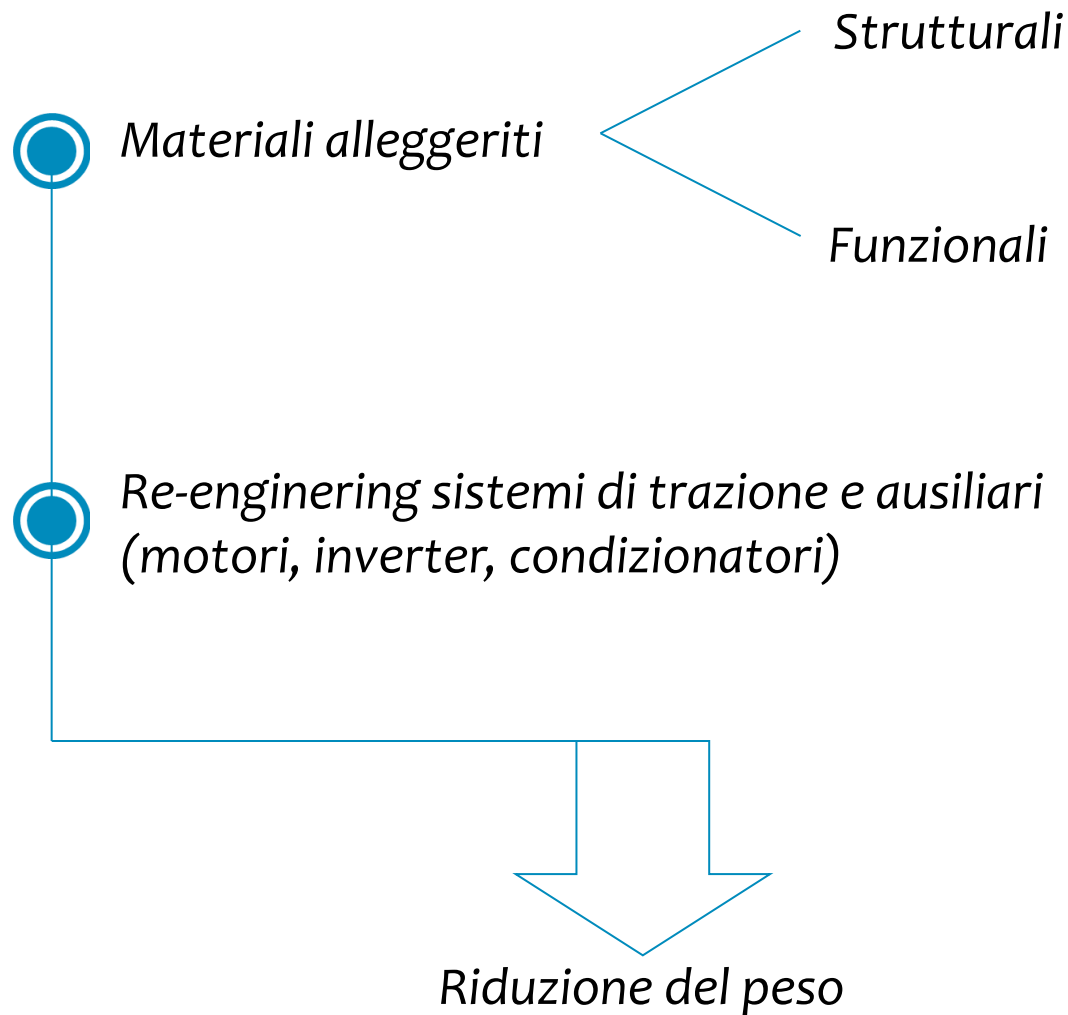 Strutturali
Materiali alleggeriti
Funzionali
Re-enginering sistemi di trazione e ausiliari
(motori, inverter, condizionatori)
Riduzione del peso